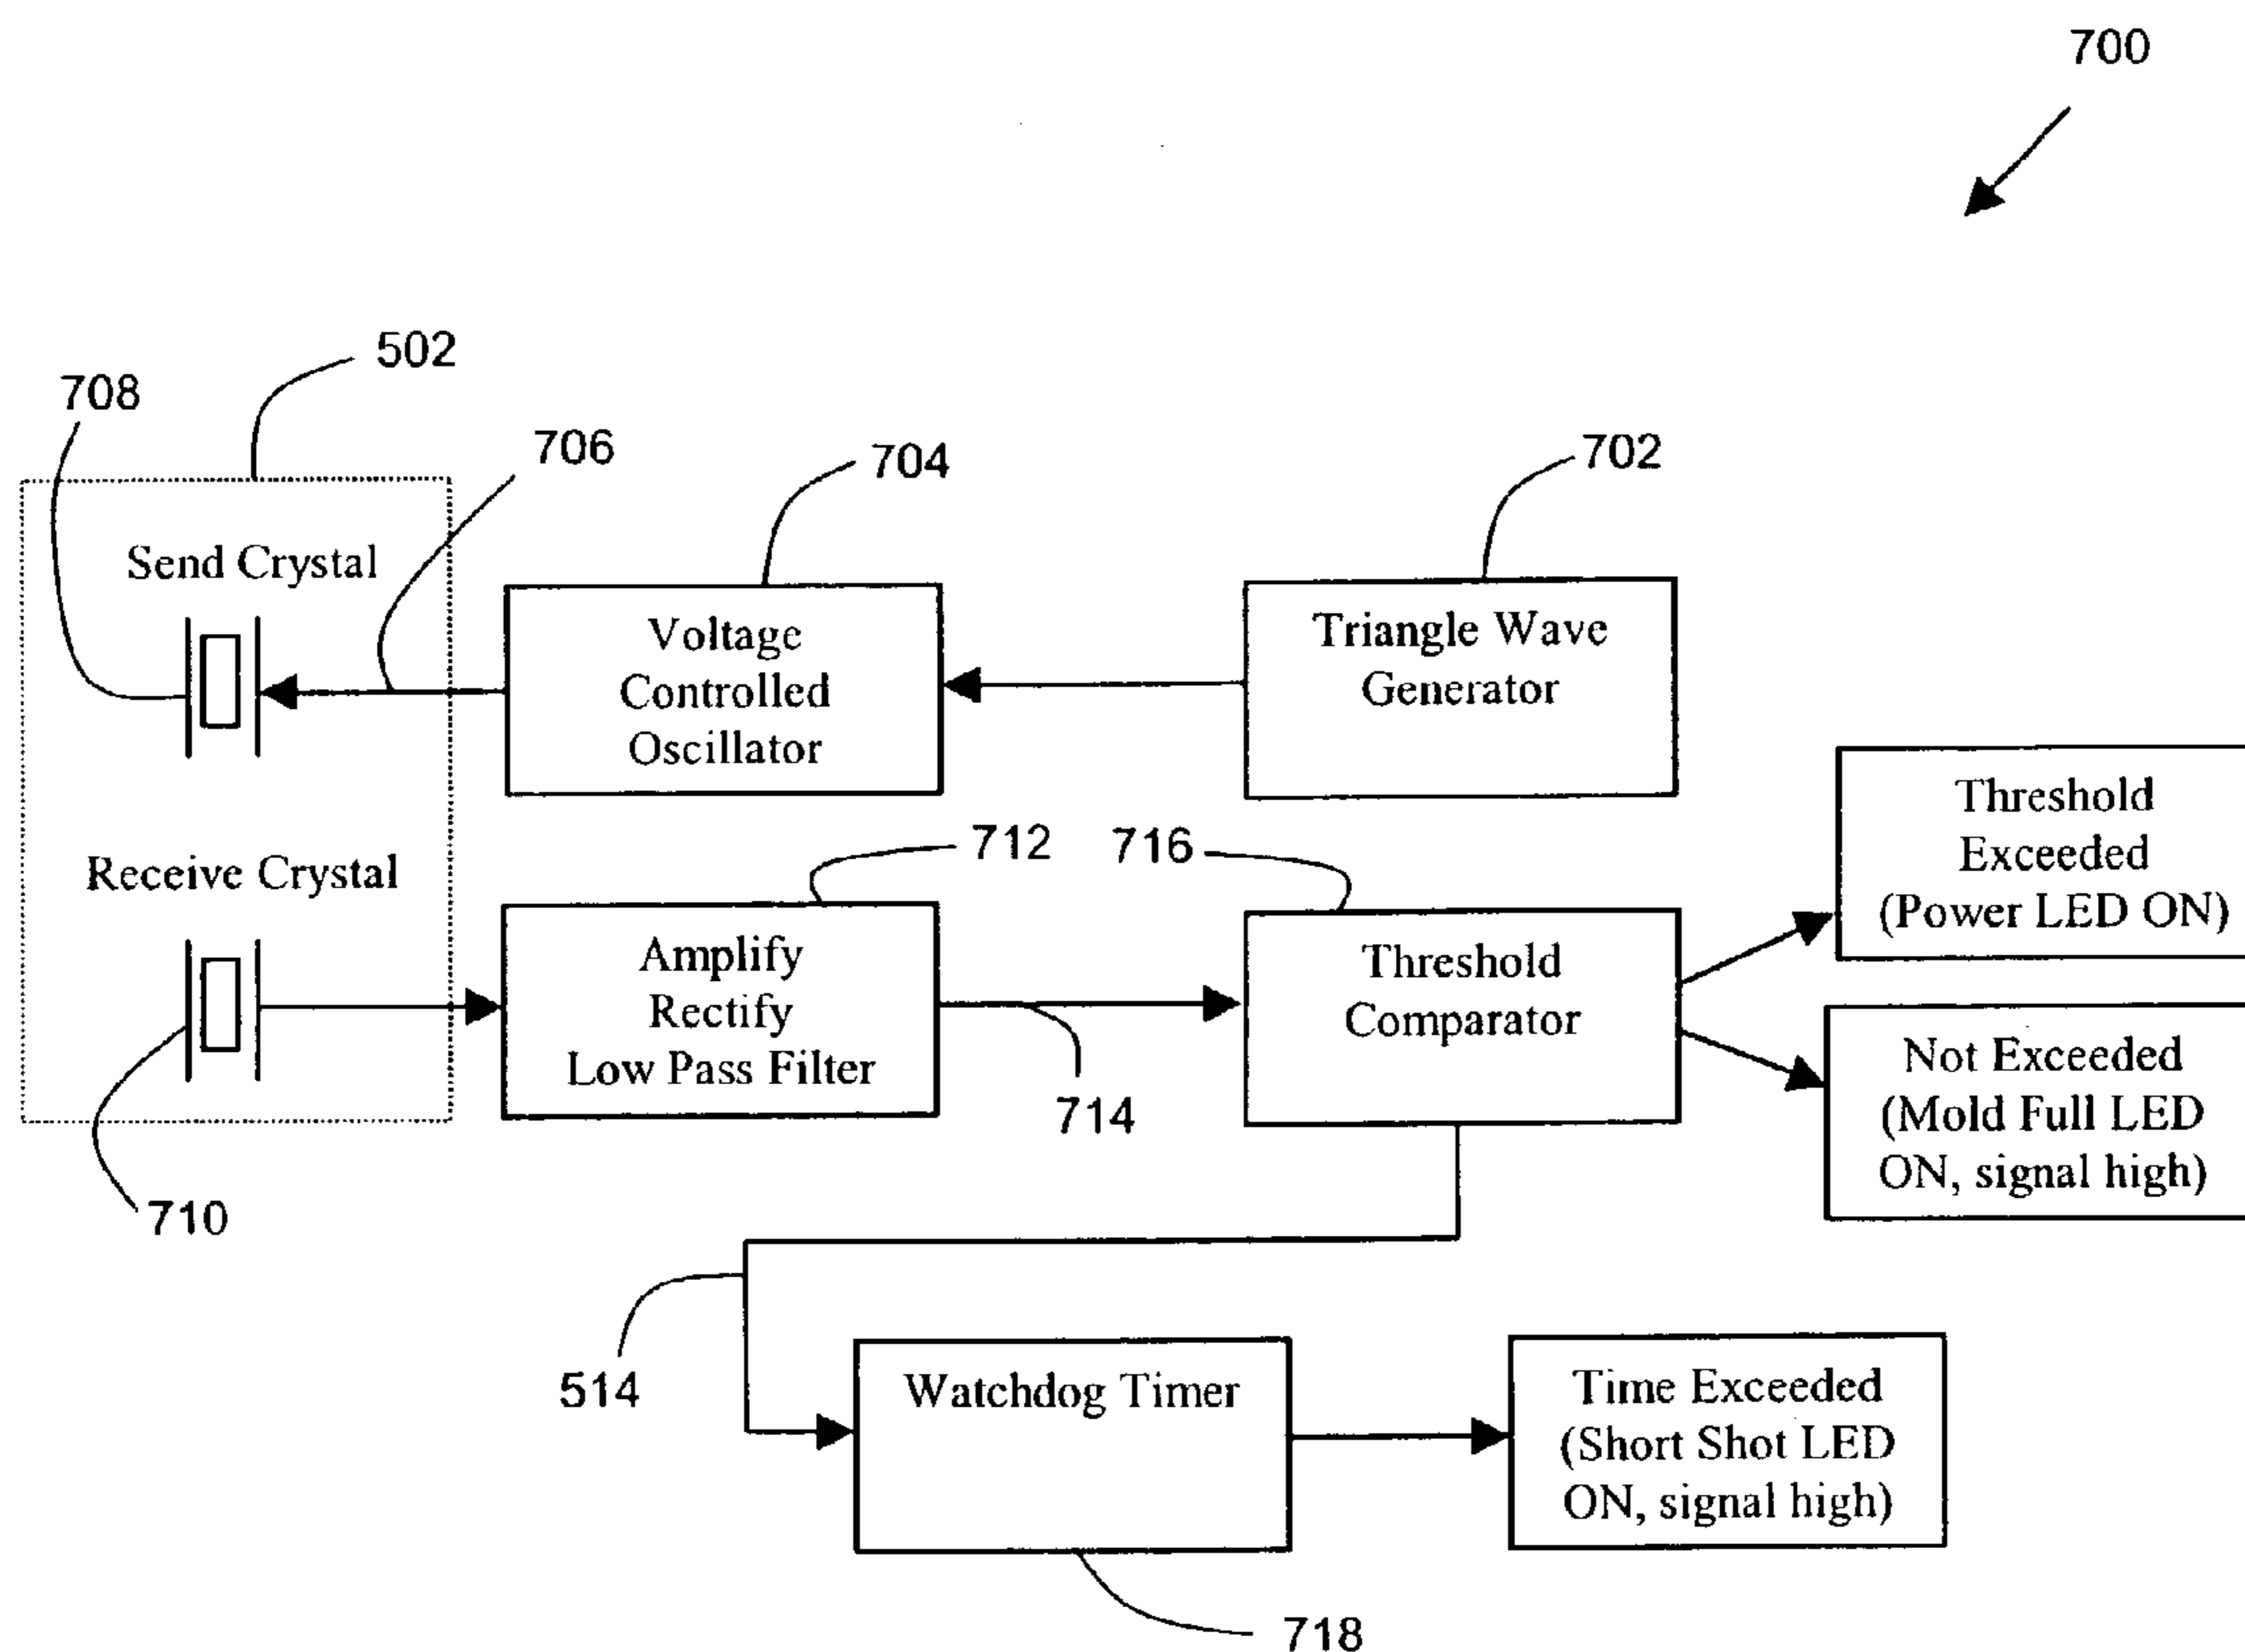 700
502
708
706
704
702
Send Crystal
Voltage
Controlled
Oscillator
Triangle Wave
Generator
Threshold
Exceeded
(Power LED ON)
712
716
Receive Crystal
Amplify
Rectify
Low Pass Filter
Threshold
Comparator
Not Exceeded
(Mold Full LED
ON, signal high)
714
710
514
Watchdog Timer
Time Exceeded
(Short Shot LED
ON, signal high)
718